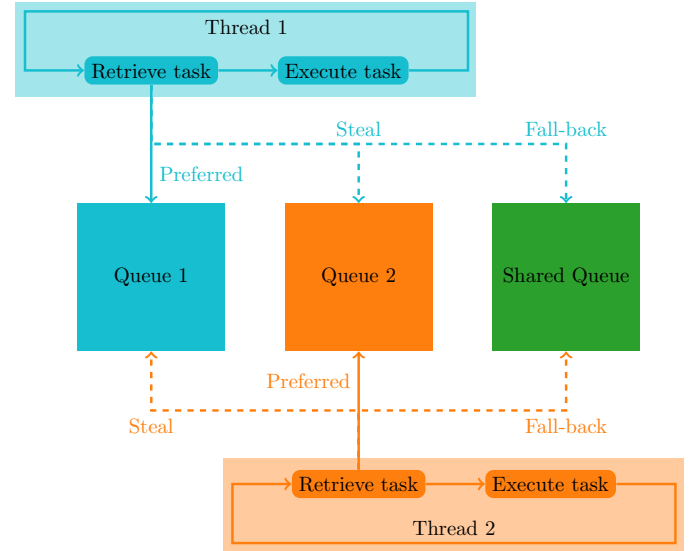 Thread 1
Retrieve task
Execute task
Steal
Fall-back
Preferred
Queue 1
Queue 2
Shared Queue
Preferred
Steal
Fall-back
Retrieve task
Execute task
Thread 2